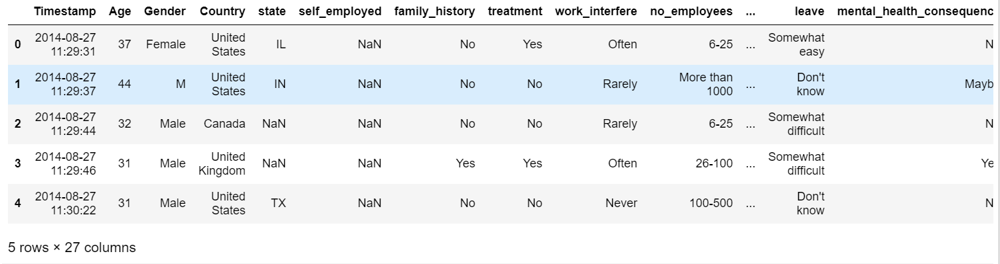 Timestamp Age Gender Country state self_employed family_history treatment work_interfere no_employees ... leave mental_health_consequenc
0 2014-08-27 11:29:31 37 Female United States IL NaN No Yes Often 6-25 ... Somewhat easy N
1 2014-08-27 11:29:37 44 M United States IN NaN No No Rarely More than 1000 ... Don't know Mayb
2 2014-08-27 11:29:44 32 Male Canada NaN NaN No No Rarely 6-25 ... Somewhat difficult N
3 2014-08-27 11:29:46 31 Male United Kingdom NaN NaN Yes Yes Often 26-100 ... Somewhat difficult Ye
4 2014-08-27 11:30:22 31 Male United States TX NaN No No Never 100-500 ... Don't know N
5 rows × 27 columns